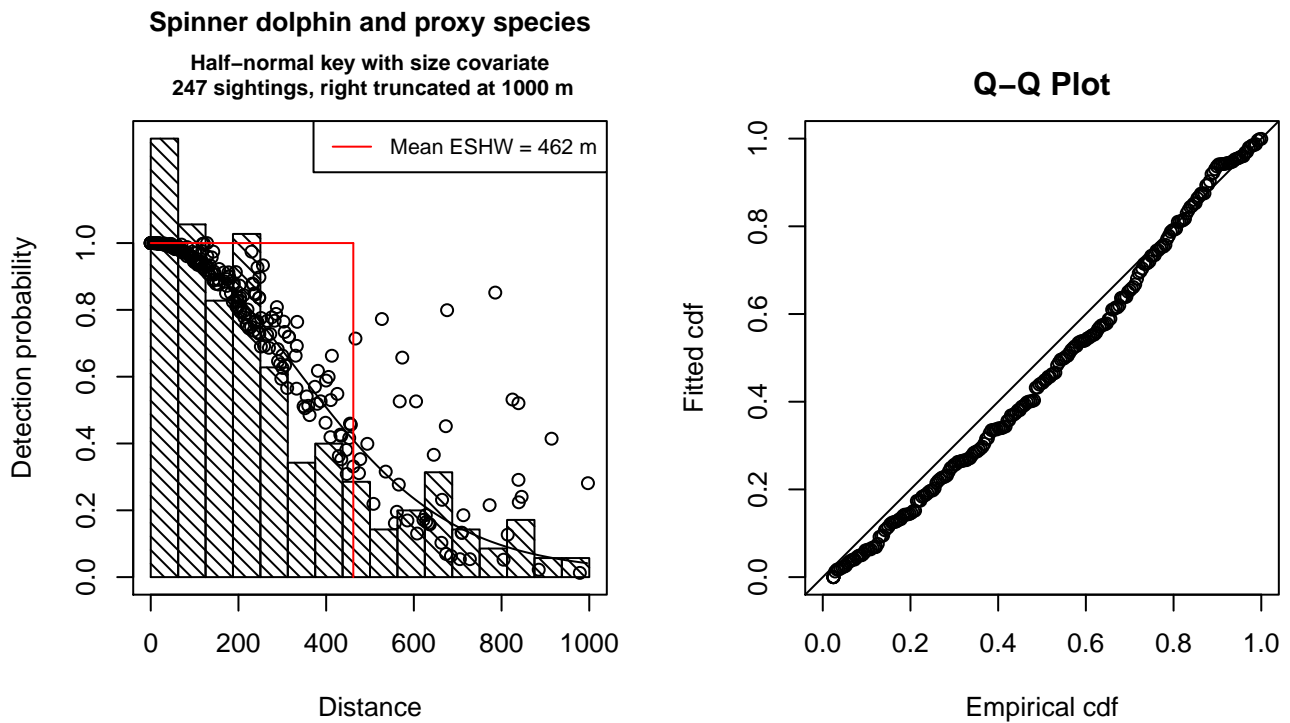 Spinner dolphin and proxy species
Half−normal key with size covariate
247 sightings, right truncated at 1000 m
Mean ESHW = 462 m
Detection probability
1.0
0.8
0.6
0.4
0.2
0.0
0 200 400 600 800 1000
Distance
Q−Q Plot
Fitted cdf
1.0
0.8
0.6
0.4
0.2
0.0
0.0 0.2 0.4 0.6 0.8 1.0
Empirical cdf